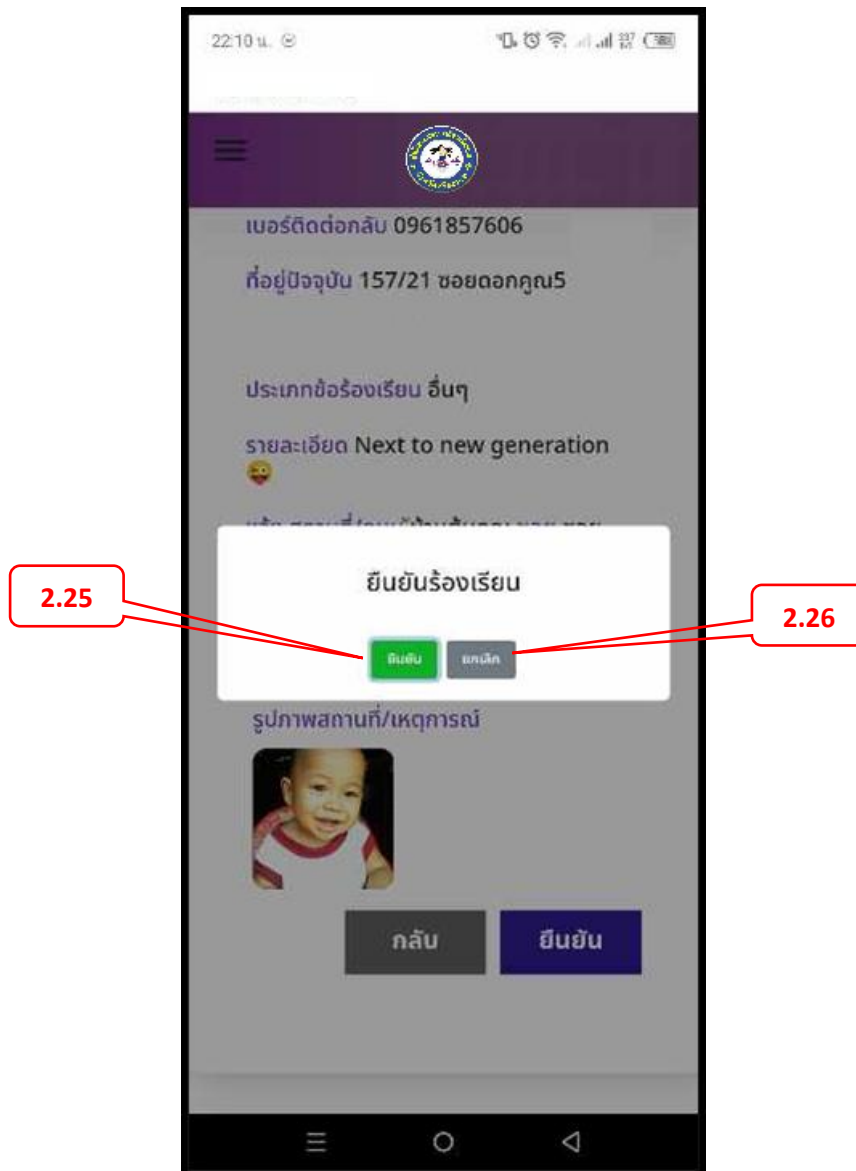 22:10 น.
เบอร์ติดต่อกลับ 0961857606
ที่อยู่ปัจจุบัน 157/21 ซอยดอกคูณ5
ประเภทข้อร้องเรียน อื่นๆ
รายละเอียด Next to new generation
😜
ยืนยันร้องเรียน
2.25
2.26
ยืนยัน ยกเลิก
รูปภาพสถานที่/เหตุการณ์
กลับ ยืนยัน